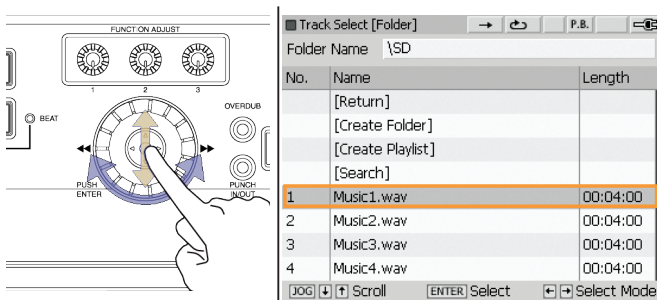 FUNCTION ADJUST
1 2 3
OVERDUB
BEAT
PUSH
ENTER
PUNCH
IN/OUT
Track Select [Folder] P.B.
Folder Name \SD
No. Name Length
[Return]
[Create Folder]
[Create Playlist]
[Search]
1 Music1.wav 00:04:00
2 Music2.wav 00:04:00
3 Music3.wav 00:04:00
4 Music4.wav 00:04:00
JOG Scroll ENTER Select Select Mode